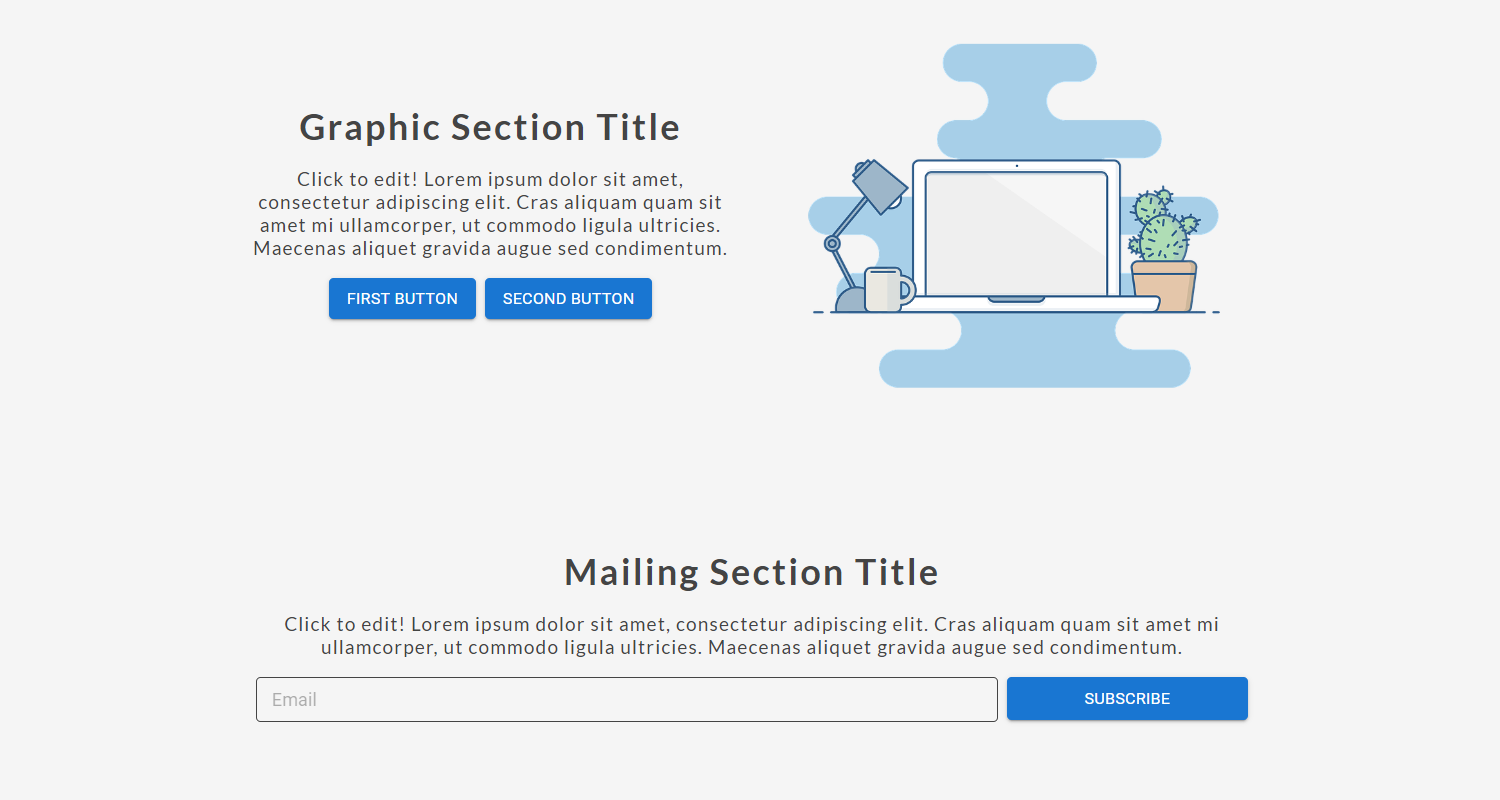 Graphic Section Title
Click to edit! Lorem ipsum dolor sit amet,
consectetur adipiscing elit. Cras aliquam quam sit
amet mi ullamcorper, ut commodo ligula ultricies.
Maecenas aliquet gravida augue sed condimentum.
FIRST BUTTON
SECOND BUTTON
Mailing Section Title
Click to edit! Lorem ipsum dolor sit amet, consectetur adipiscing elit. Cras aliquam quam sit amet mi
ullamcorper, ut commodo ligula ultricies. Maecenas aliquet gravida augue sed condimentum.
Email
SUBSCRIBE